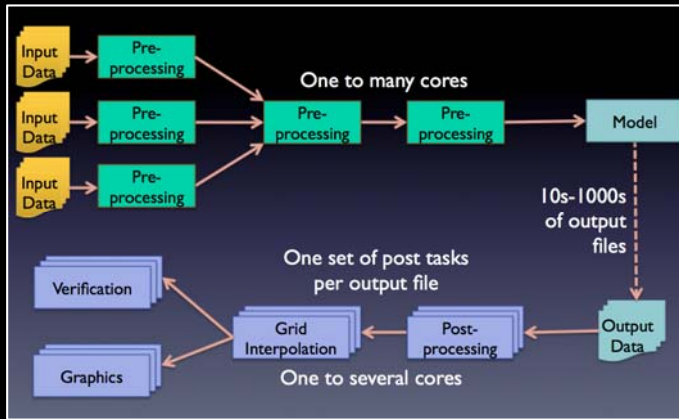 Input
Data
Pre-
processing
One to many cores
Input
Data
Pre-
processing
Pre-
processing
Pre-
processing
Model
Input
Data
Pre-
processing
10s-1000s
of output
files
One set of post tasks
per output file
Verification
Grid
Interpolation
Post-
processing
Output
Data
Graphics
One to several cores